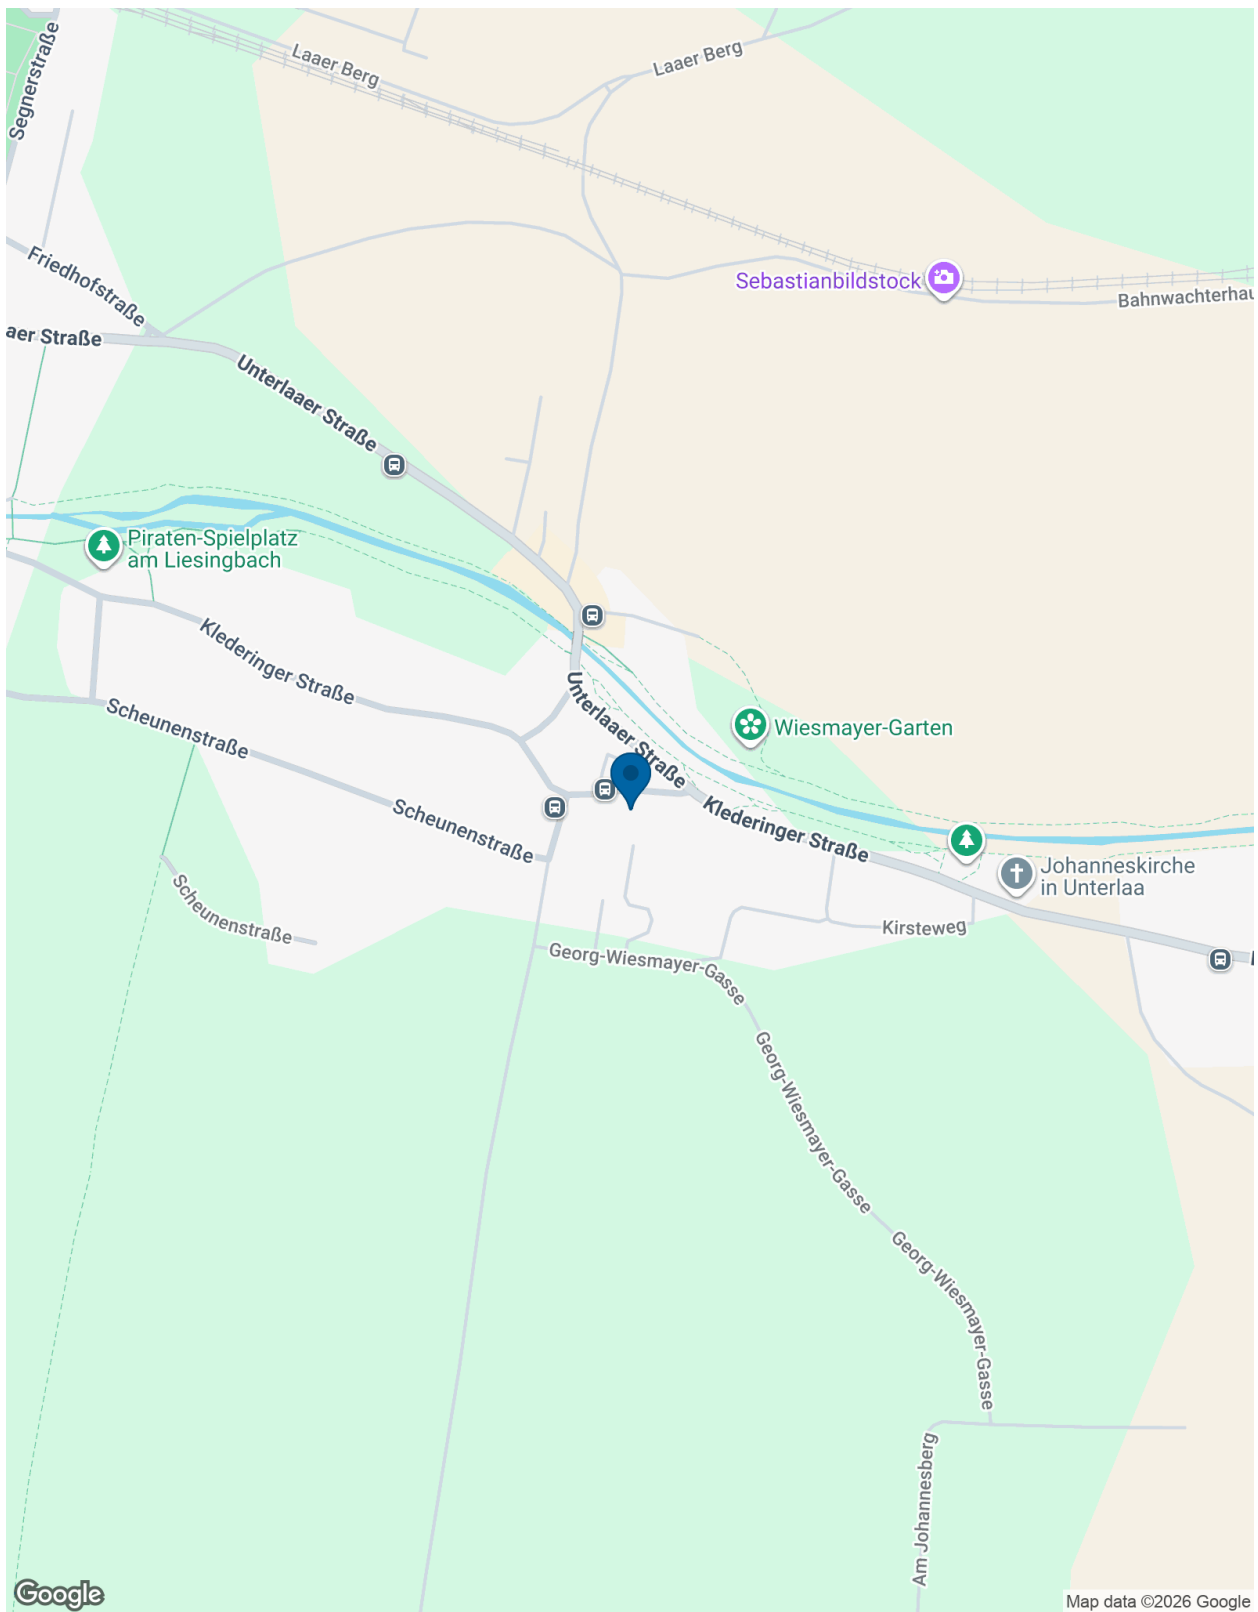 Laaer Berg
Laaer Berg
Segnerstraße
Friedhofstraße
Sebastianbildstock
Bahnwachterhau
aer Straße
Unterlaaer Straße
Piraten-Spielplatz
am Liesingbach
Klederinger Straße
Unterlaaer Straße
Scheunenstraße
Wiesmayer-Garten
Scheunenstraße
Klederinger Straße
Johanneskirche
in Unterlaa
Scheunenstraße
Kirsteweg
Georg-Wiesmayer-Gasse
Georg-Wiesmayer-Gasse
Georg-Wiesmayer-Gasse
Am Johannesberg
Google
Map data ©2026 Google